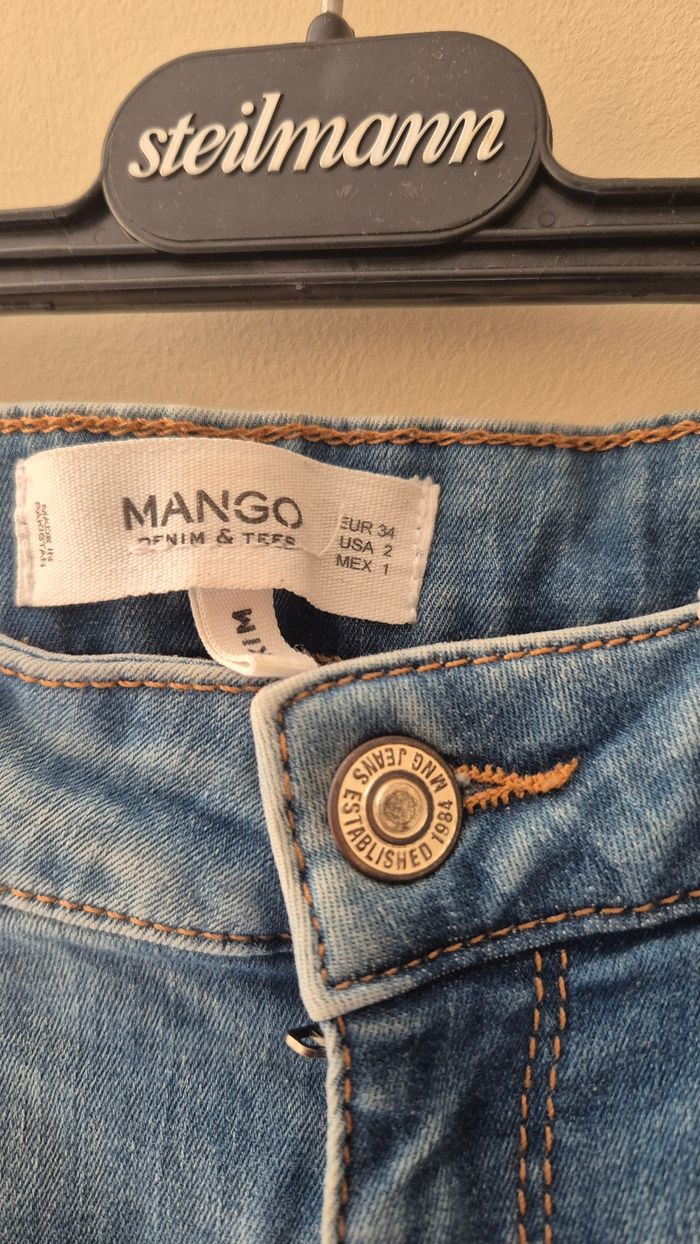 steilmann
MADE IN
PAKISTAN
MANGO
DENIM & TEES
EUR 34
USA 2
MEX 1
MNG JEANS ESTABLISHED 1984